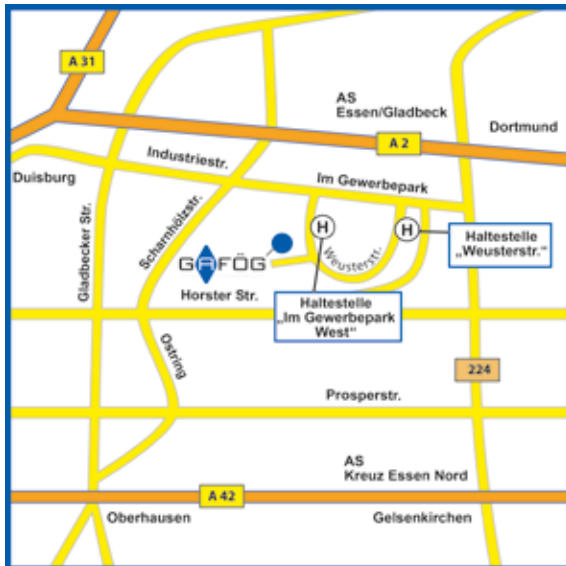 A 31
AS
Essen/Gladbeck
A 2
Dortmund
Industriestr.
Duisburg
Im Gewerbepark
Gladbecker Str.
Scharnhölzstr.
H
H
Weusterstr.
Haltestelle
„Weusterstr.“
GAFÖG
Horster Str.
Haltestelle
„Im Gewerbepark
West“
Ostring
224
Prosperstr.
AS
Kreuz Essen Nord
A 42
Oberhausen
Gelsenkirchen